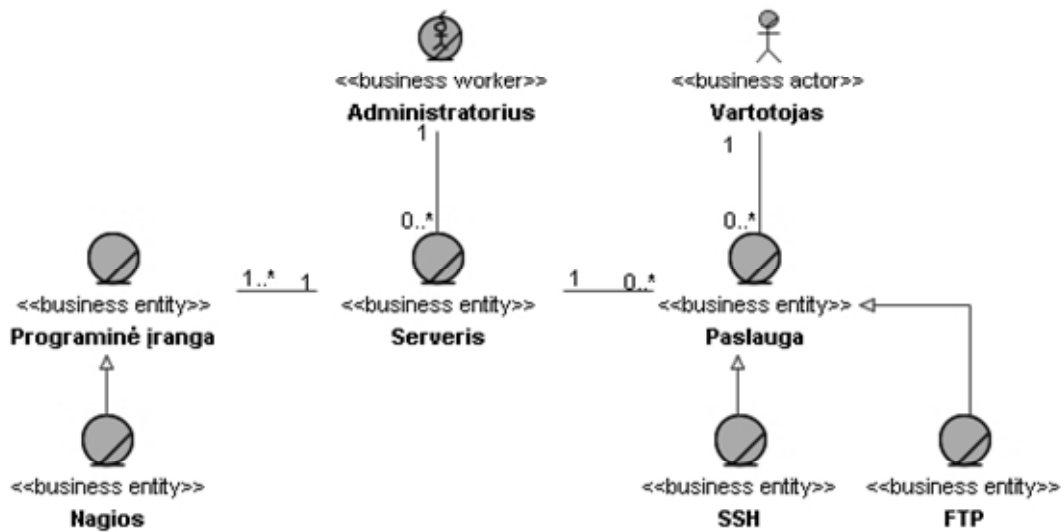 <<business worker>>
Administratorius
<<business actor>>
Vartotojas
1
1
0..*
0..*
1..*
1
1
0..*
<<business entity>>
Programinė įranga
<<business entity>>
Serveris
<<business entity>>
Paslauga
<<business entity>>
Nagios
<<business entity>>
SSH
<<business entity>>
FTP